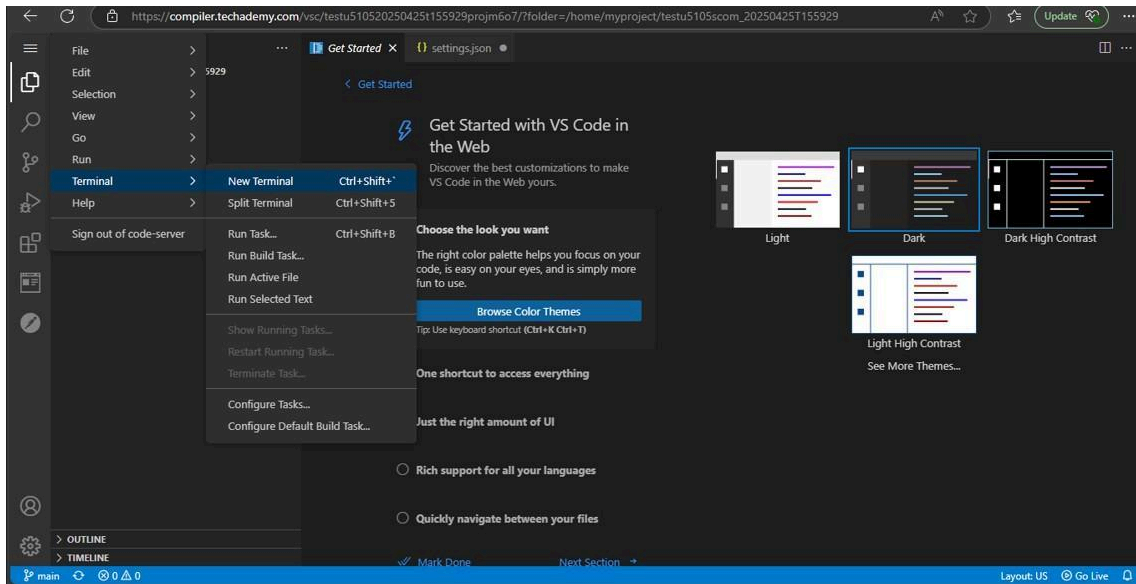 https://compiler.techademy.com/vsc/testu510520250425t155929projm6o7/?folder=/home/myproject/testu5105scom_20250425T155929
Update
File
Edit
Selection
View
Go
Run
Terminal
Help
Sign out of code-server
5929
New Terminal Ctrl+Shift+`
Split Terminal Ctrl+Shift+5
Run Task... Ctrl+Shift+B
Run Build Task...
Run Active File
Run Selected Text
Show Running Tasks...
Restart Running Task...
Terminate Task...
Configure Tasks...
Configure Default Build Task...
Get Started
{} settings.json
< Get Started
Get Started with VS Code in
the Web
Discover the best customizations to make
VS Code in the Web yours.
Choose the look you want
The right color palette helps you focus on your
code, is easy on your eyes, and is simply more
fun to use.
Browse Color Themes
Tip: Use keyboard shortcut (Ctrl+K Ctrl+T)
One shortcut to access everything
Just the right amount of UI
Rich support for all your languages
Quickly navigate between your files
Mark Done
Next Section
Light
Dark
Dark High Contrast
Light High Contrast
See More Themes...
OUTLINE
TIMELINE
main
0 0
Layout: US
Go Live